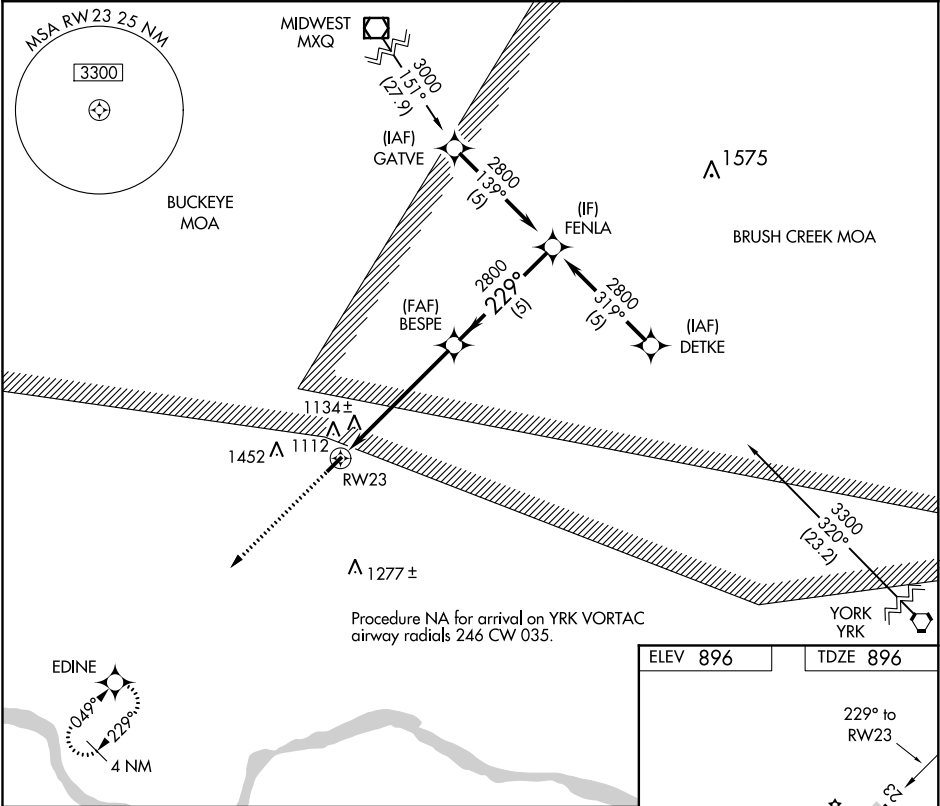 MSA RW 23 25 NM
3300
MIDWEST
MXQ
3000
151°
(27.9)
(IAF)
GATVE
2800
139°
(5)
1575
BUCKEYE
MOA
(IF)
FENLA
BRUSH CREEK MOA
2800
229°
(5)
2800
319°
(5)
(FAF)
BESPE
(IAF)
DETKE
1134 ±
1112
1452
RW23
3300
320°
(23.2)
1277 ±
Procedure NA for arrival on YRK VORTAC
airway radials 246 CW 035.
YORK
YRK
EDINE
049°
229°
4 NM
ELEV 896
TDZE 896
229° to
RW23
23